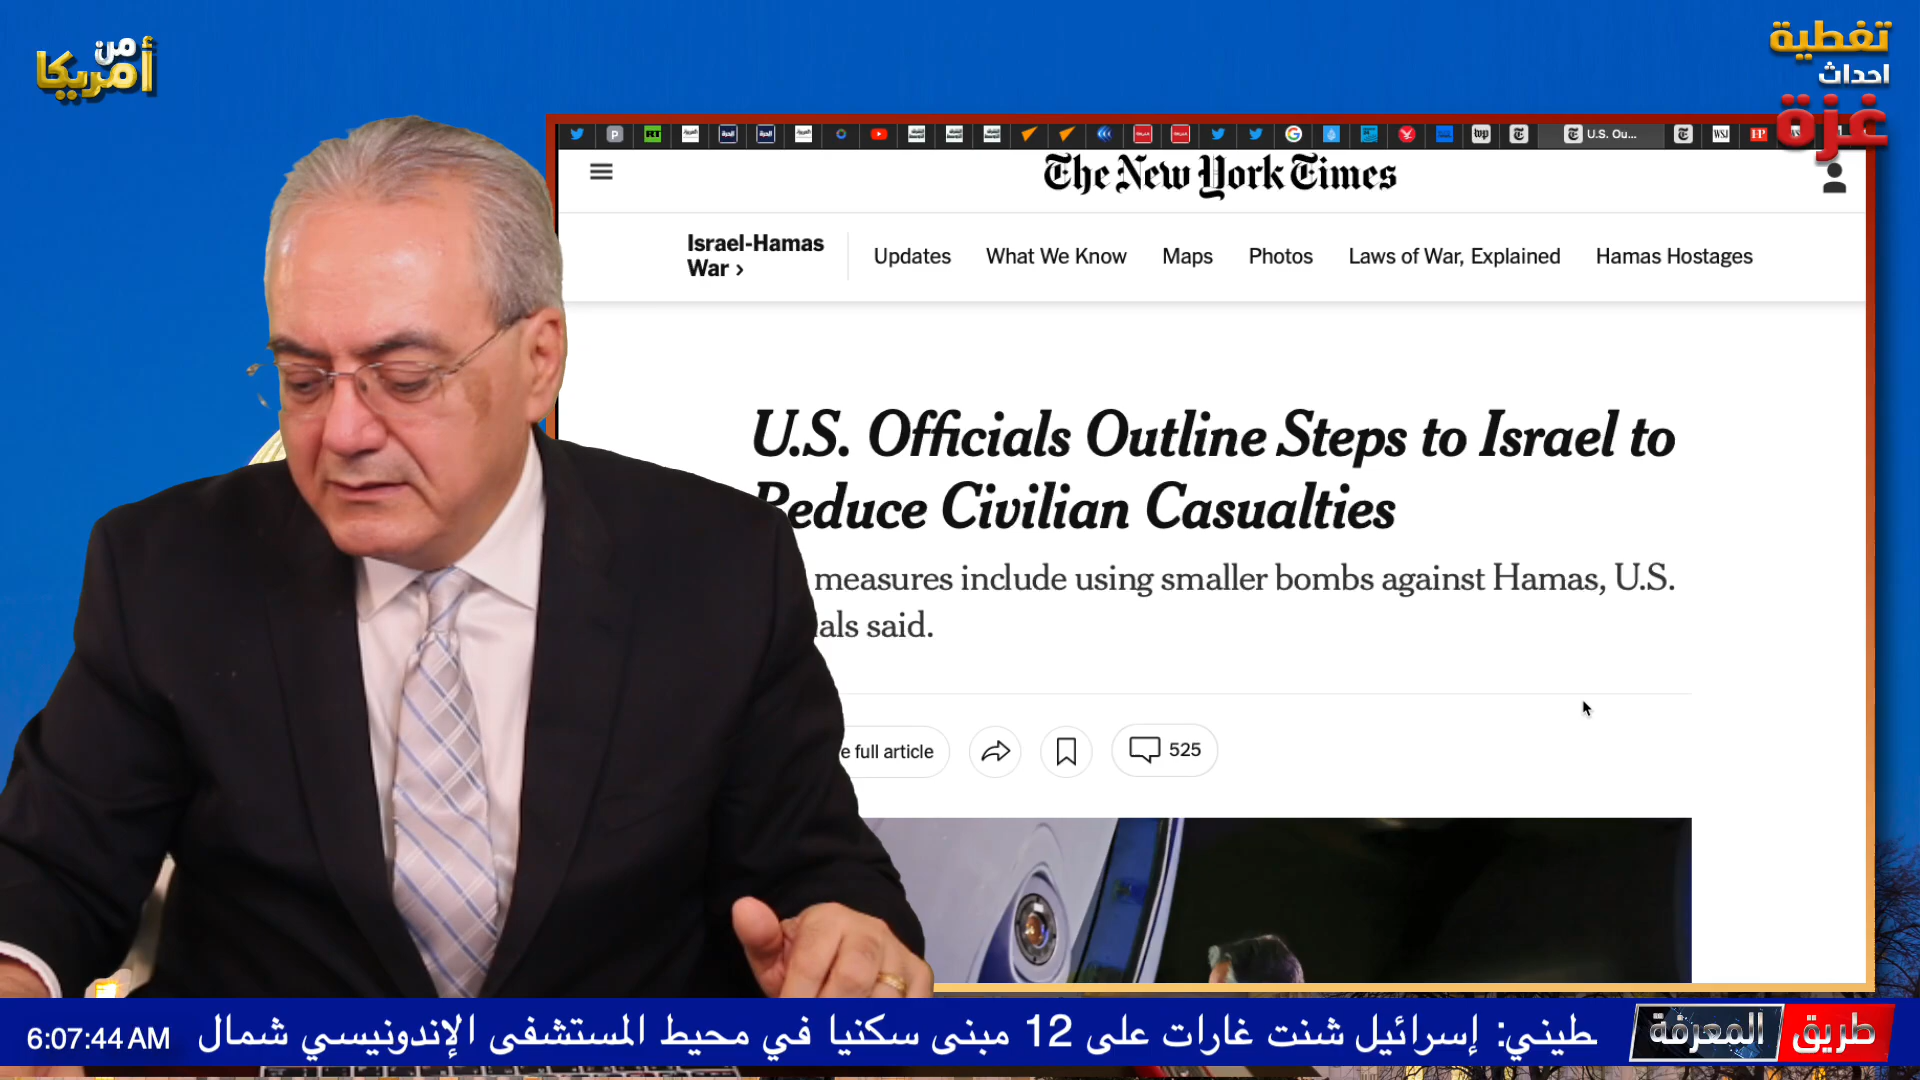 من
أمريكا
تغطية
احداث
غزة
U.S. Ou...
The New York Times
Israel-Hamas
War ›
Updates
What We Know
Maps
Photos
Laws of War, Explained
Hamas Hostages
U.S. Officials Outline Steps to Israel to
Reduce Civilian Casualties
measures include using smaller bombs against Hamas, U.S.
als said.
e full article
525
6:07:44 AM
طيني: إسرائيل شنت غارات على 12 مبنى سكنيا في محيط المستشفى الإندونيسي شمال
طريق المعرفة